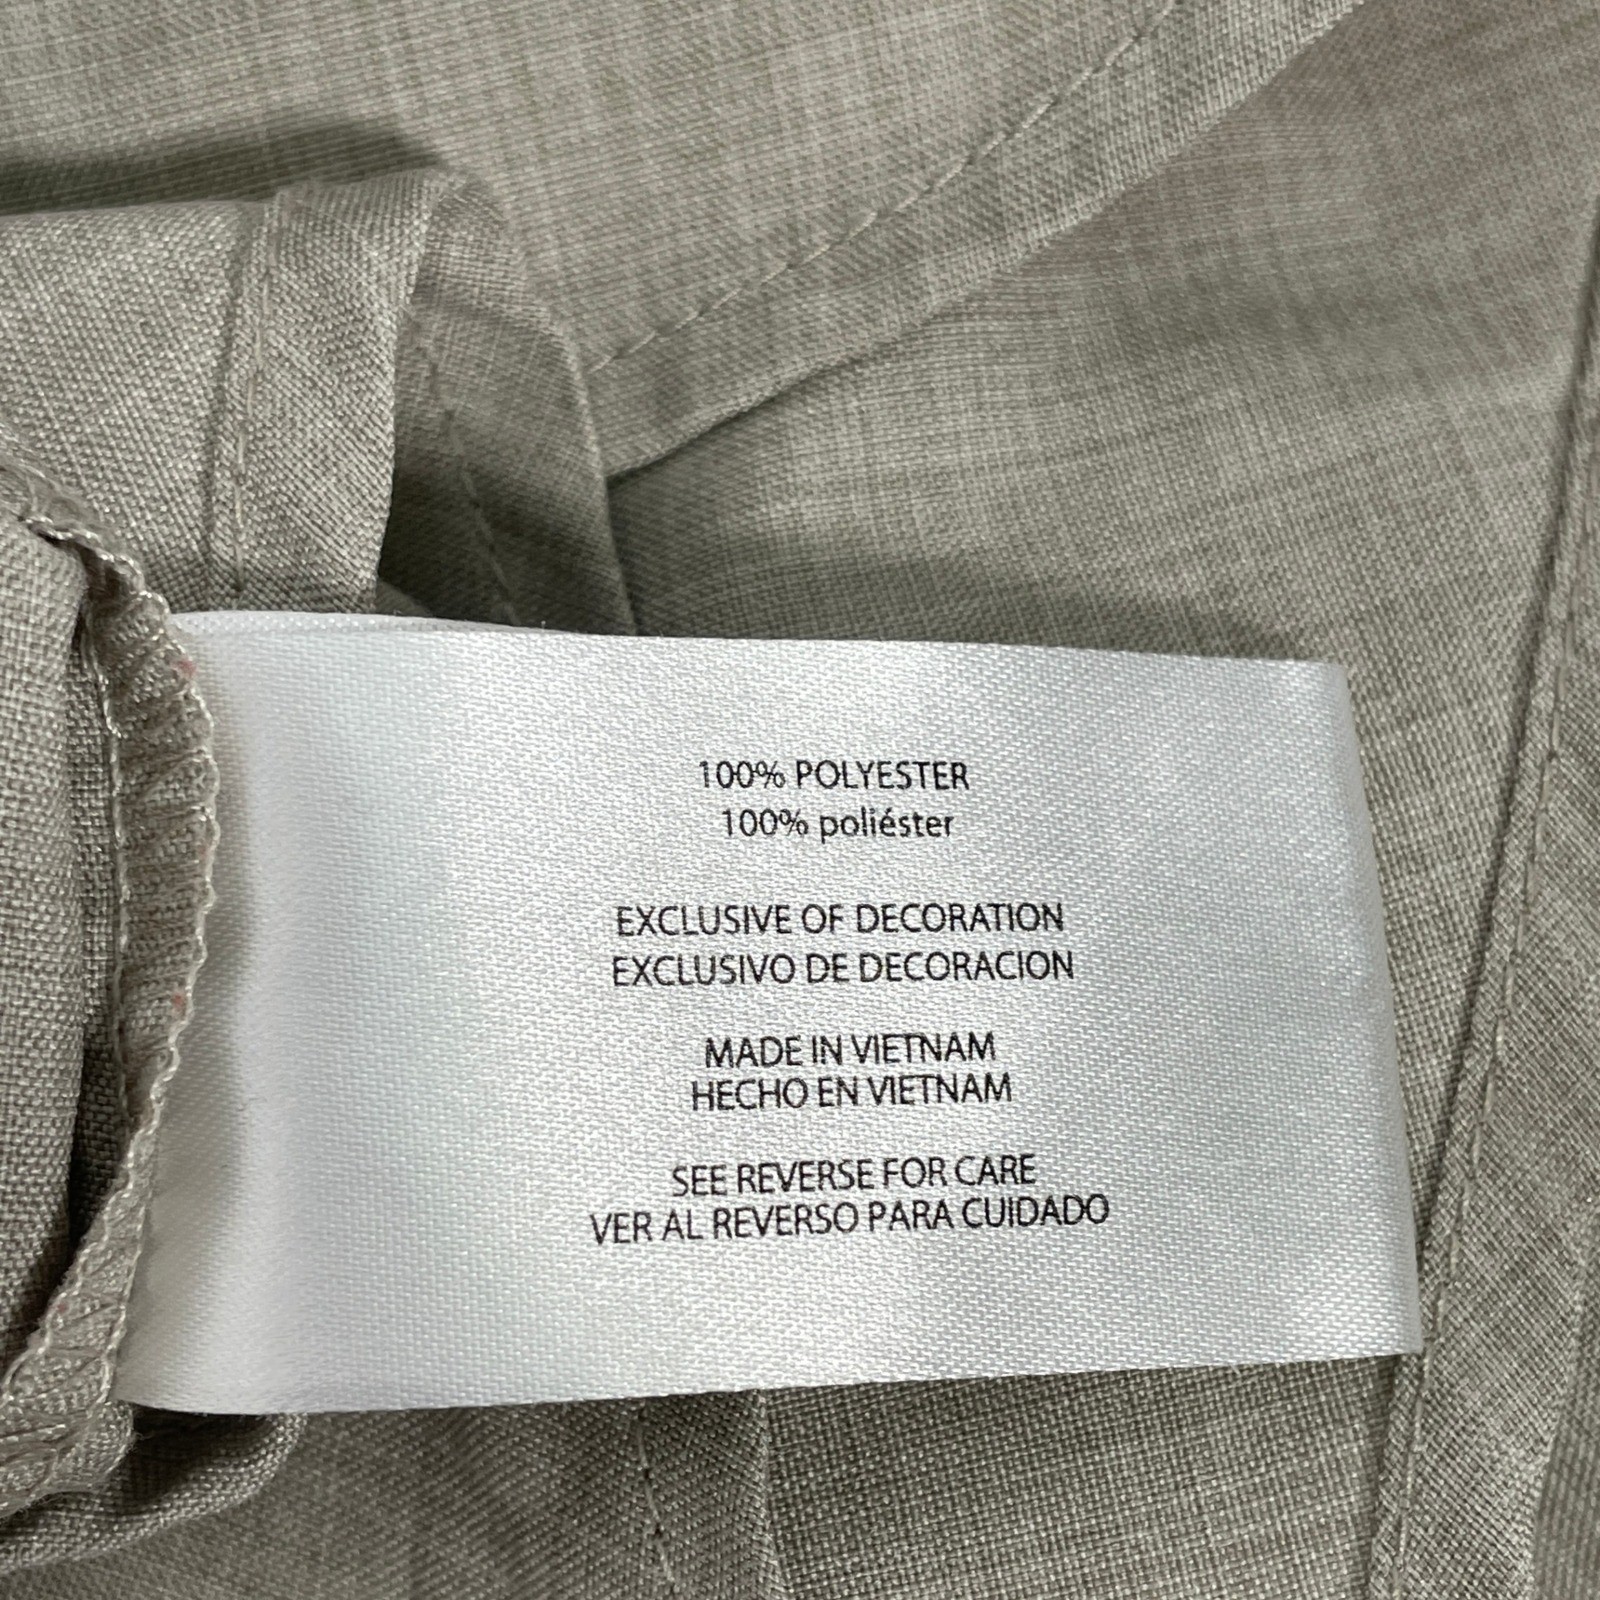 100% POLYESTER
100% poliéster
EXCLUSIVE OF DECORATION
EXCLUSIVO DE DECORACION
MADE IN VIETNAM
HECHO EN VIETNAM
SEE REVERSE FOR CARE
VER AL REVERSO PARA CUIDADO